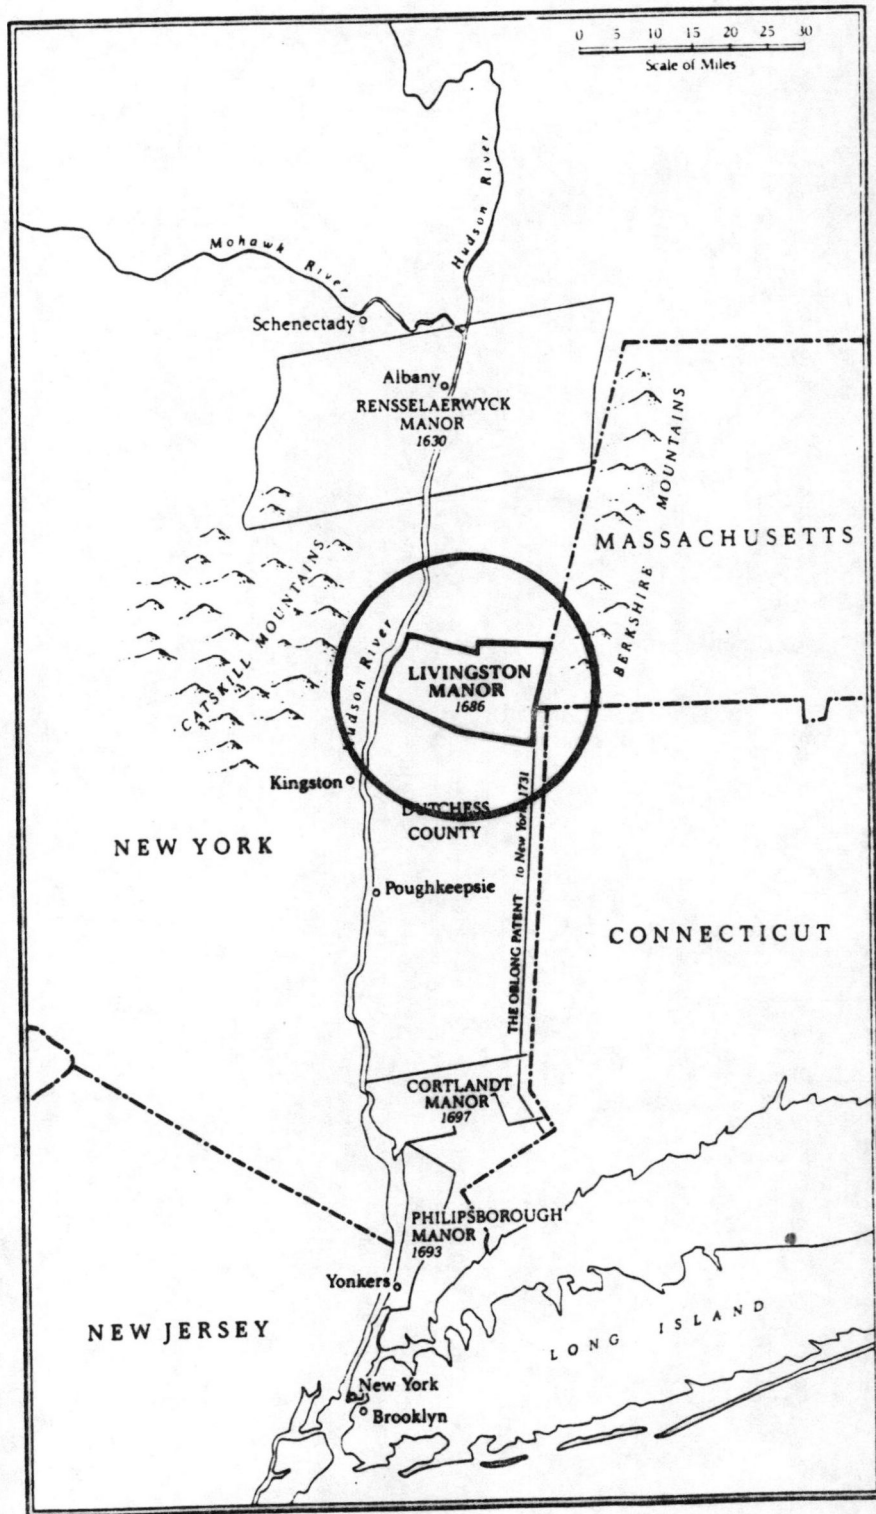 0 5 10 15 20 25 30
Scale of Miles
Hudson River
Mohawk River
Schenectady
Albany
RENSSELAERWYCK
MANOR
1630
BERKSHIRE MOUNTAINS
MASSACHUSETTS
CATSKILL MOUNTAINS
Hudson River
LIVINGSTON
MANOR
1686
Kingston
DUTCHESS
COUNTY
THE OBLONG PATENT to New York 1731
NEW YORK
Poughkeepsie
CONNECTICUT
CORTLANDT
MANOR
1697
PHILIPSBOROUGH
MANOR
1693
Yonkers
NEW JERSEY
LONG ISLAND
New York
Brooklyn